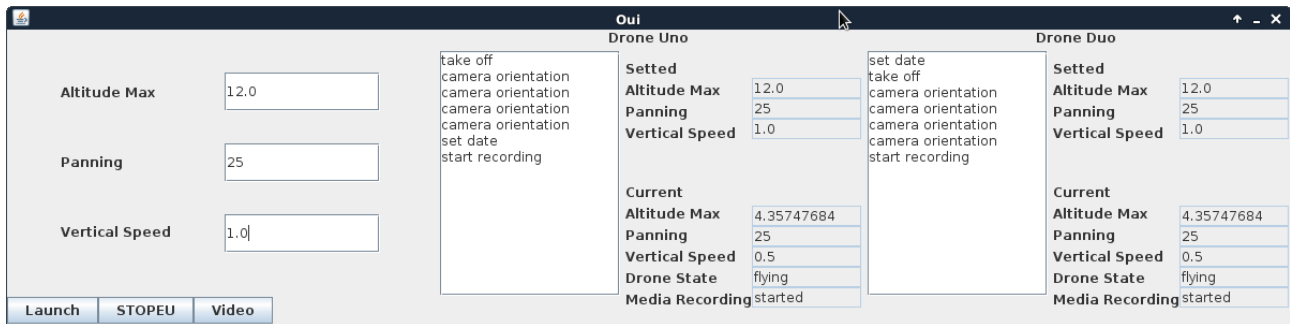 Oui
Altitude Max 12.0
Panning 25
Vertical Speed 1.0
Launch STOPEU Video
Drone Uno
take off
camera orientation
camera orientation
camera orientation
camera orientation
set date
start recording
Setted
Altitude Max 12.0
Panning 25
Vertical Speed 1.0
Current
Altitude Max 4.35747684
Panning 25
Vertical Speed 0.5
Drone State flying
Media Recording started
Drone Duo
set date
take off
camera orientation
camera orientation
camera orientation
camera orientation
start recording
Setted
Altitude Max 12.0
Panning 25
Vertical Speed 1.0
Current
Altitude Max 4.35747684
Panning 25
Vertical Speed 0.5
Drone State flying
Media Recording started